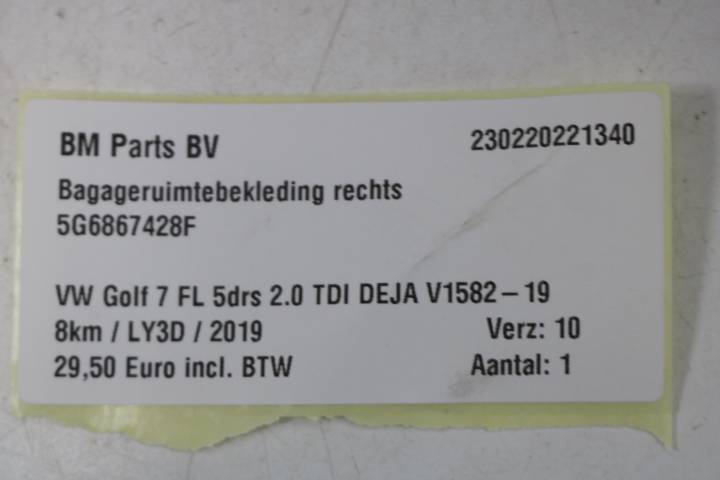 BM Parts BV 230220221340
Bagageruimtebekleding rechts
5G6867428F
VW Golf 7 FL 5drs 2.0 TDI DEJA V1582-19
8km / LY3D / 2019 Verz: 10
29,50 Euro incl. BTW Aantal: 1